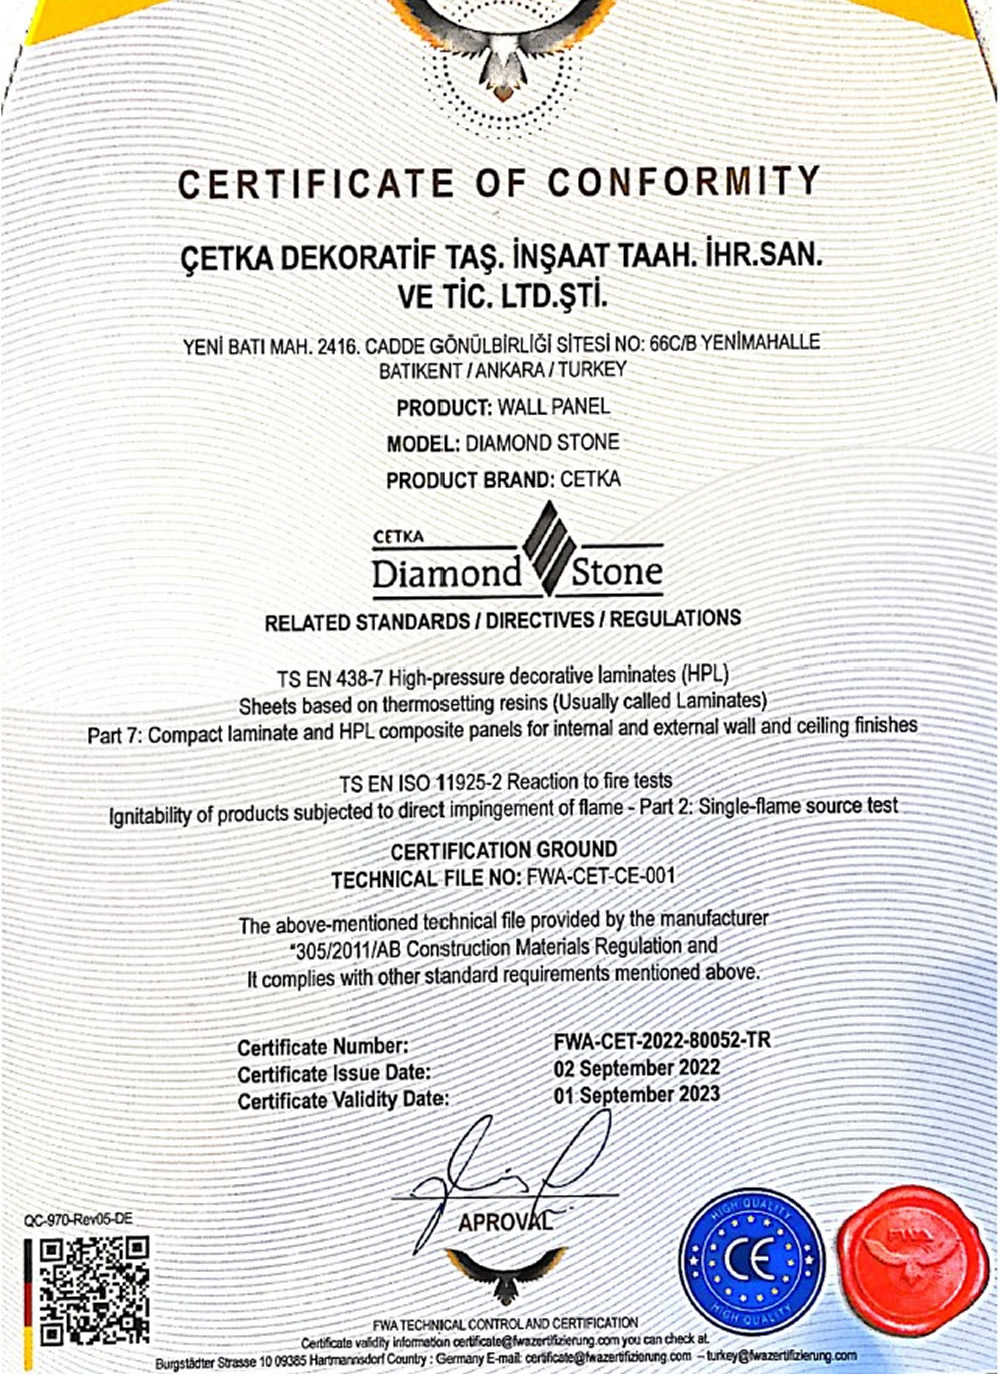 CERTIFICATE OF CONFORMITY
ÇETKA DEKORATİF TAŞ. İNŞAAT TAAH. İHR.SAN.
VE TİC. LTD.ŞTİ.
YENİ BATI MAH. 2416. CADDE GÖNÜLBİRLİĞİ SİTESİ NO: 66C/B YENİMAHALLE
BATIKENT / ANKARA / TURKEY
PRODUCT: WALL PANEL
MODEL: DIAMOND STONE
PRODUCT BRAND: CETKA
CETKA
Diamond Stone
RELATED STANDARDS / DIRECTIVES / REGULATIONS
TS EN 438-7 High-pressure decorative laminates (HPL)
Sheets based on thermosetting resins (Usually called Laminates)
Part 7: Compact laminate and HPL composite panels for internal and external wall and ceiling finishes
TS EN ISO 11925-2 Reaction to fire tests
Ignitability of products subjected to direct impingement of flame - Part 2: Single-flame source test
CERTIFICATION GROUND
TECHNICAL FILE NO: FWA-CET-CE-001
The above-mentioned technical file provided by the manufacturer
"305/2011/AB Construction Materials Regulation and
It complies with other standard requirements mentioned above.
Certificate Number: FWA-CET-2022-80052-TR
Certificate Issue Date: 02 September 2022
Certificate Validity Date: 01 September 2023
APROVAL
QC-970-Rev05-DE
HIGH QUALITY
CE
HIGH QUALITY
FWA
FWA TECHNICAL CONTROL AND CERTIFICATION
Certificate validity information certificate@fwazertifizierung.com you can check at.
Burgstädter Strasse 10 09385 Hartmannsdorf Country : Germany E-mail: certificate@fwazertifizierung.com – turkey@fwazertifizierung.com